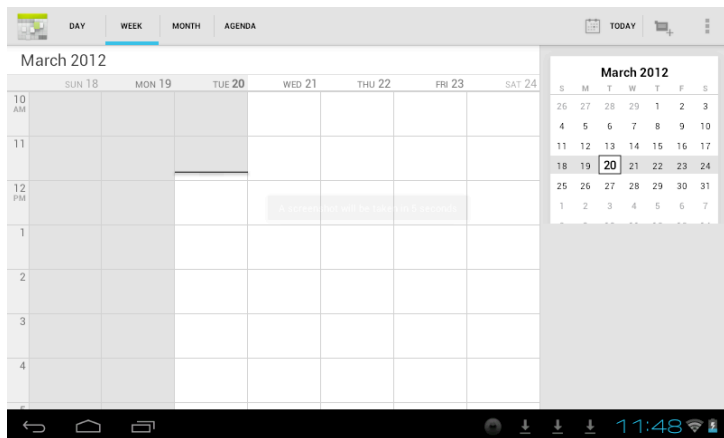 DAY WEEK MONTH AGENDA TODAY
March 2012
SUN 18 MON 19 TUE 20 WED 21 THU 22 FRI 23 SAT 24
10
AM
11
12
PM
1
2
3
4
March 2012
S M T W T F S
26 27 28 29 1 2 3
4 5 6 7 8 9 10
11 12 13 14 15 16 17
18 19 20 21 22 23 24
25 26 27 28 29 30 31
1 2 3 4 5 6 7
11:48